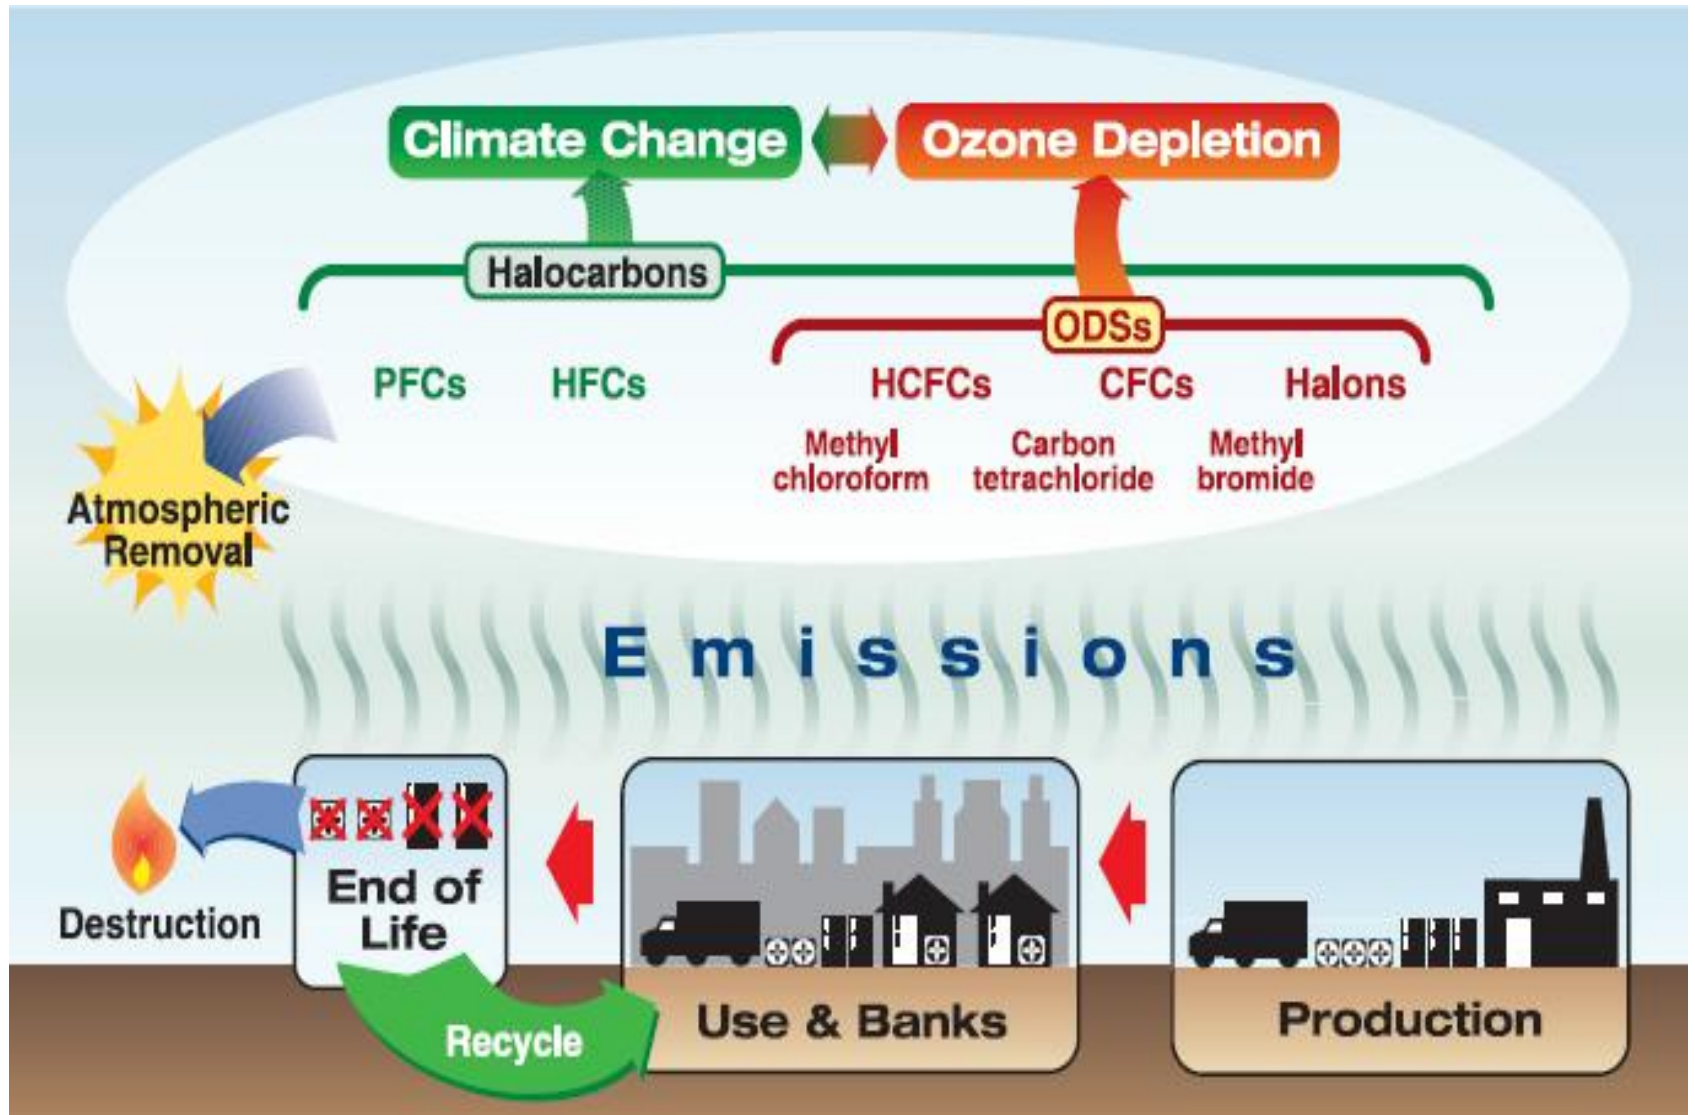 Climate Change
Ozone Depletion
Halocarbons
ODSs
PFCs
HFCs
HCFCs
CFCs
Halons
Methyl
chloroform
Carbon
tetrachloride
Methyl
bromide
Atmospheric
Removal
Emissions
End of
Life
Destruction
Recycle
Use & Banks
Production